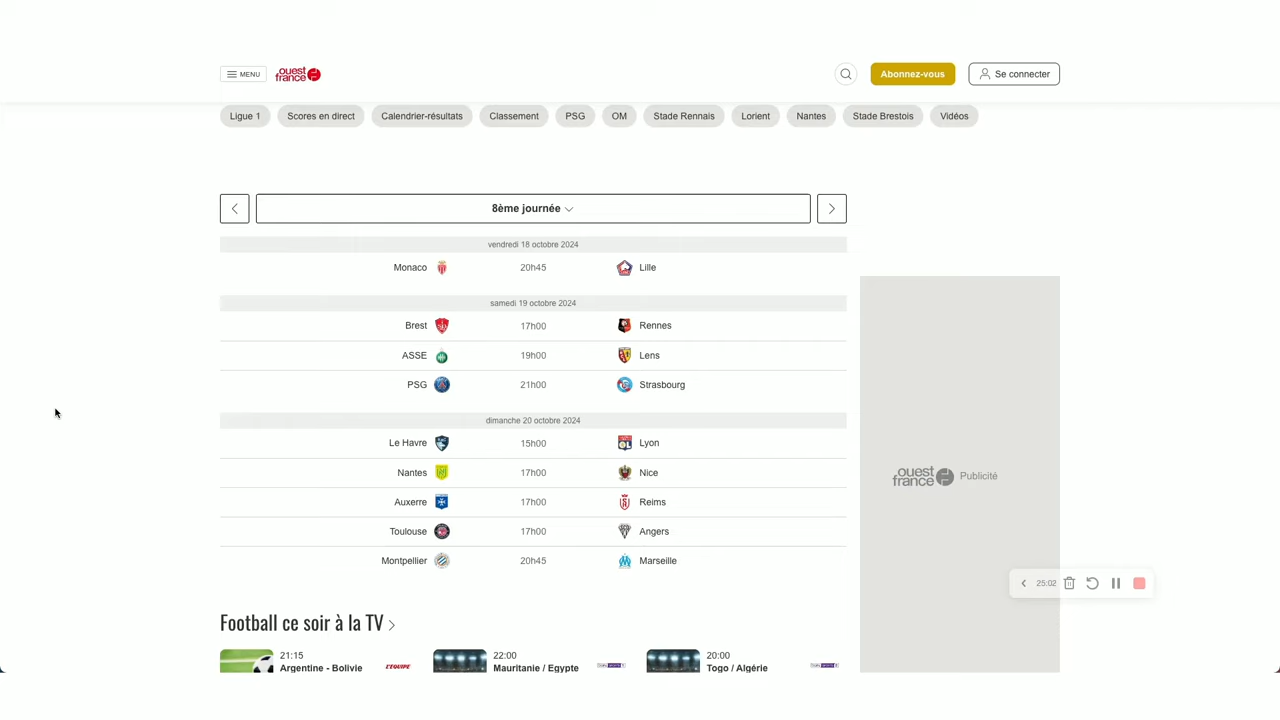 MENU
ouest
france
Abonnez-vous
Se connecter
Ligue 1
Scores en direct
Calendrier-résultats
Classement
PSG
OM
Stade Rennais
Lorient
Nantes
Stade Brestois
Vidéos
8ème journée
vendredi 18 octobre 2024
Monaco 20h45 Lille
samedi 19 octobre 2024
Brest 17h00 Rennes
ASSE 19h00 Lens
PSG 21h00 Strasbourg
dimanche 20 octobre 2024
Le Havre 15h00 Lyon
Nantes 17h00 Nice
Auxerre 17h00 Reims
Toulouse 17h00 Angers
Montpellier 20h45 Marseille
ouest
france
Publicité
25:02
Football ce soir à la TV
21:15
Argentine - Bolivie
L'ÉQUIPE
22:00
Mauritanie / Egypte
20:00
Togo / Algérie